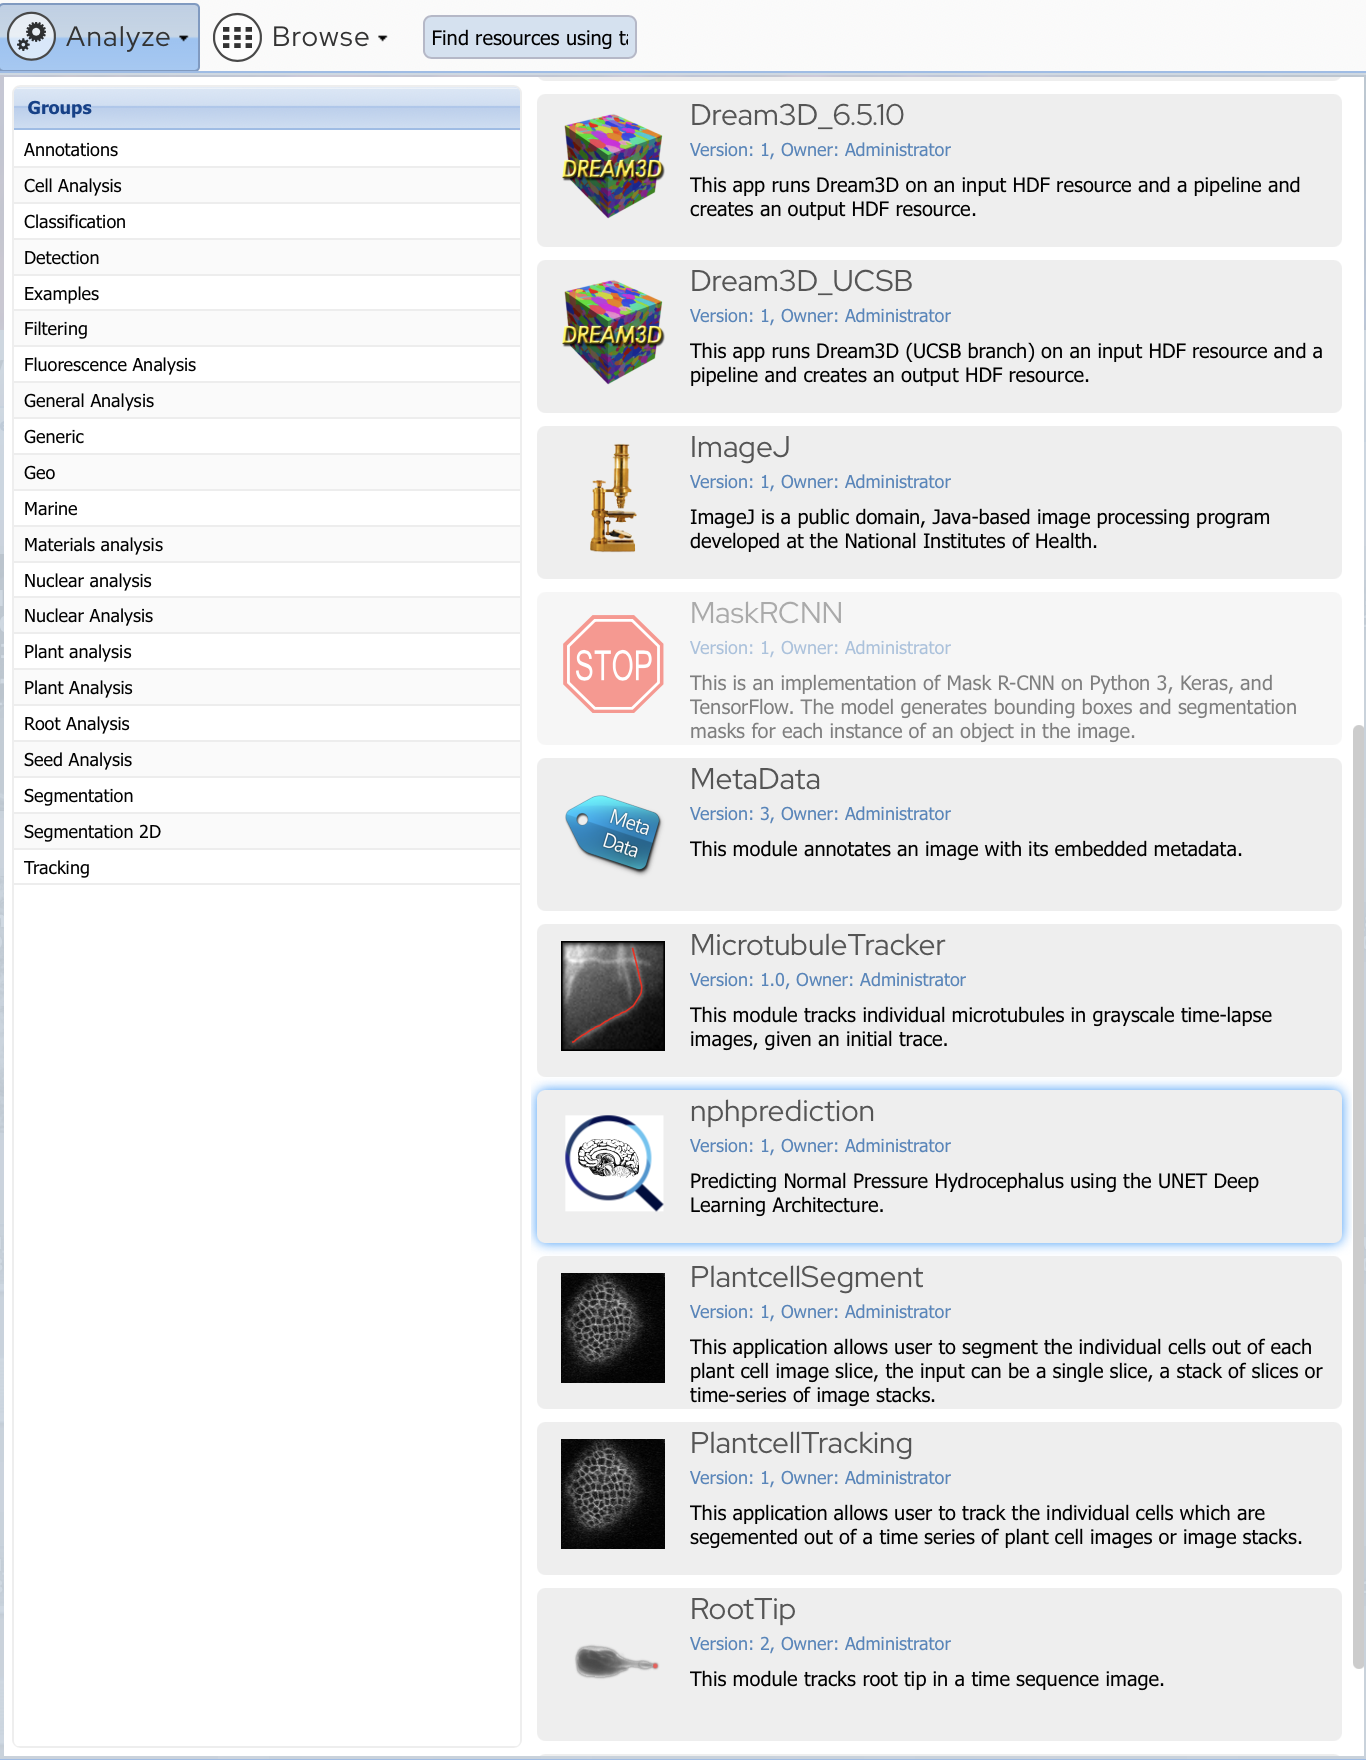 Analyze
Browse
Find resources using ta
Groups
Annotations
Cell Analysis
Classification
Detection
Examples
Filtering
Fluorescence Analysis
General Analysis
Generic
Geo
Marine
Materials analysis
Nuclear analysis
Nuclear Analysis
Plant analysis
Plant Analysis
Root Analysis
Seed Analysis
Segmentation
Segmentation 2D
Tracking
DREAM3D
Dream3D_6.5.10
Version: 1, Owner: Administrator
This app runs Dream3D on an input HDF resource and a pipeline and
creates an output HDF resource.
DREAM3D
Dream3D_UCSB
Version: 1, Owner: Administrator
This app runs Dream3D (UCSB branch) on an input HDF resource and a
pipeline and creates an output HDF resource.
ImageJ
Version: 1, Owner: Administrator
ImageJ is a public domain, Java-based image processing program
developed at the National Institutes of Health.
STOP
MaskRCNN
Version: 1, Owner: Administrator
This is an implementation of Mask R-CNN on Python 3, Keras, and
TensorFlow. The model generates bounding boxes and segmentation
masks for each instance of an object in the image.
Meta
Data
MetaData
Version: 3, Owner: Administrator
This module annotates an image with its embedded metadata.
MicrotubuleTracker
Version: 1.0, Owner: Administrator
This module tracks individual microtubules in grayscale time-lapse
images, given an initial trace.
nphprediction
Version: 1, Owner: Administrator
Predicting Normal Pressure Hydrocephalus using the UNET Deep
Learning Architecture.
PlantcellSegment
Version: 1, Owner: Administrator
This application allows user to segment the individual cells out of each
plant cell image slice, the input can be a single slice, a stack of slices or
time-series of image stacks.
PlantcellTracking
Version: 1, Owner: Administrator
This application allows user to track the individual cells which are
segemented out of a time series of plant cell images or image stacks.
RootTip
Version: 2, Owner: Administrator
This module tracks root tip in a time sequence image.